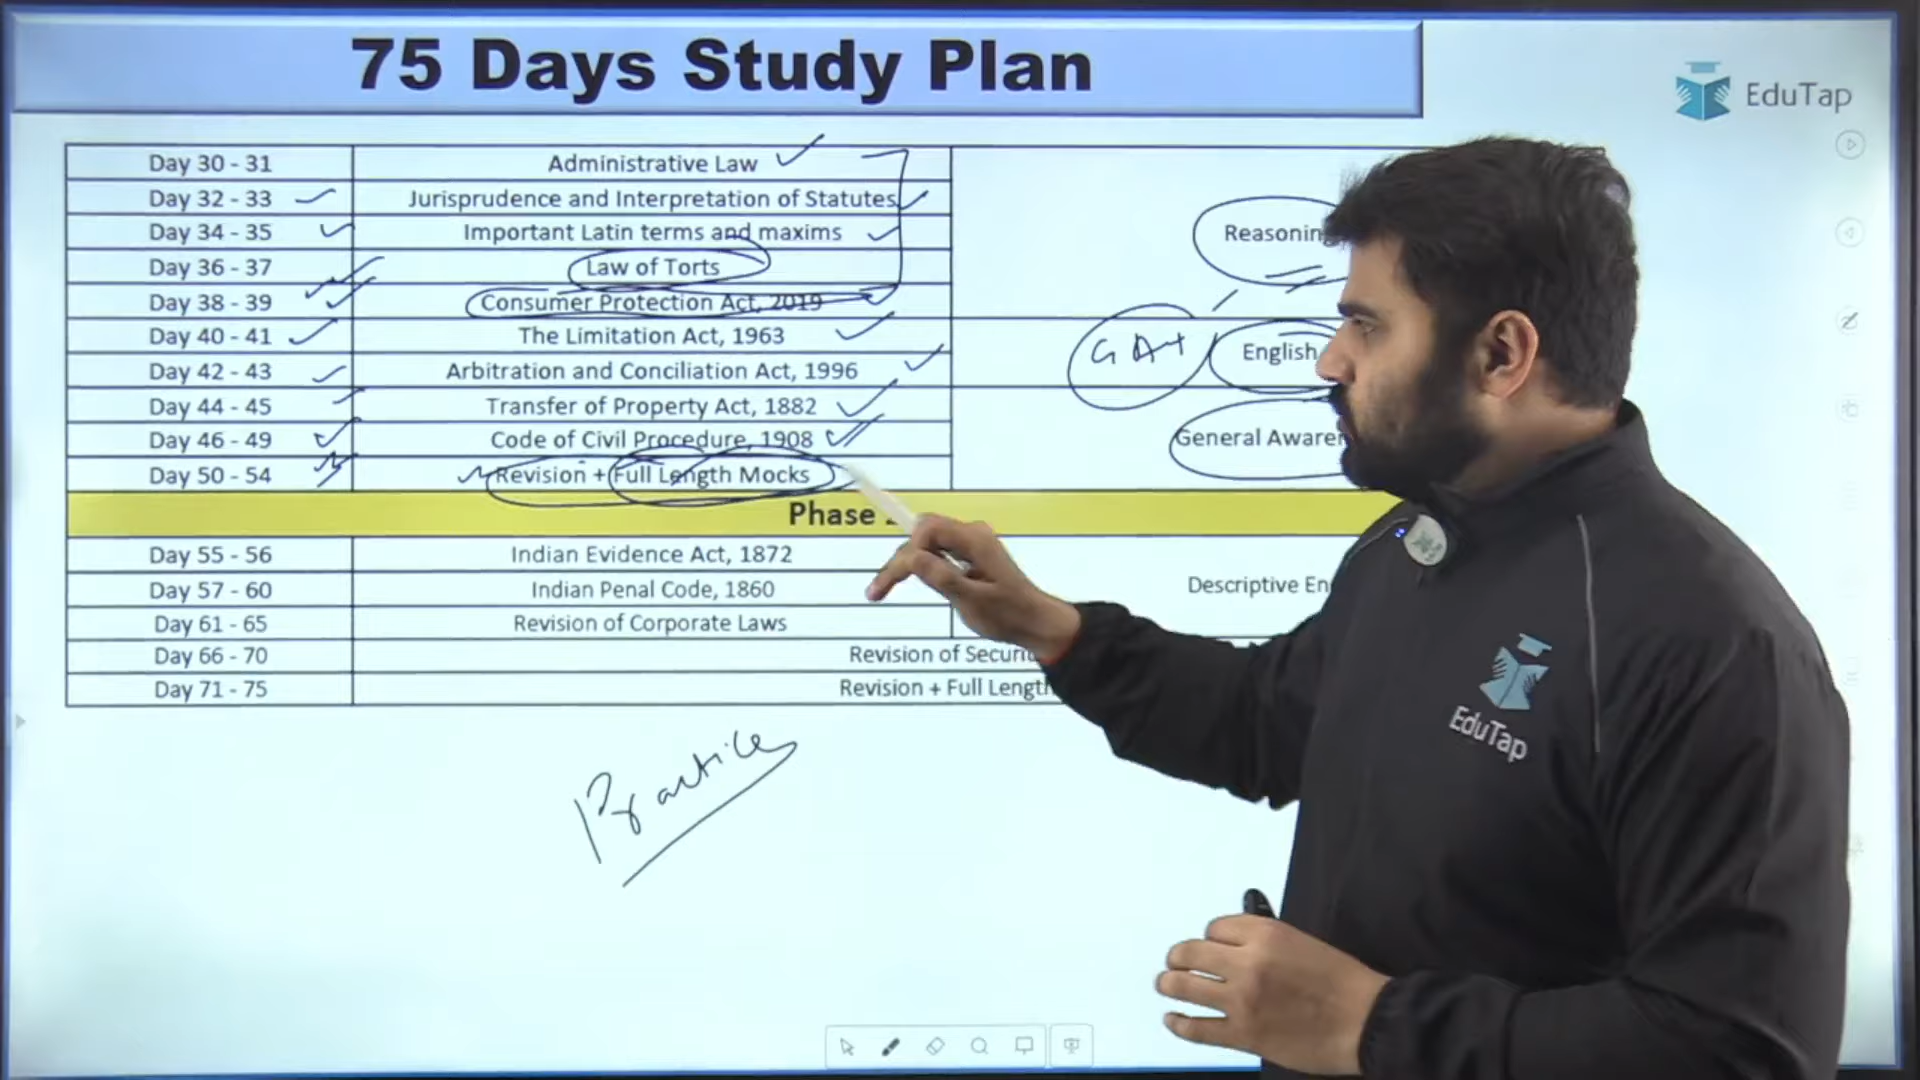 75 Days Study Plan
EduTap
Day 30 - 31 Administrative Law
Day 32 - 33 Jurisprudence and Interpretation of Statutes
Reasoning
Day 34 - 35 Important Latin terms and maxims
Day 36 - 37 Law of Torts
Day 38 - 39 Consumer Protection Act, 2019
Day 40 - 41 The Limitation Act, 1963
GA+ English
Day 42 - 43 Arbitration and Conciliation Act, 1996
Day 44 - 45 Transfer of Property Act, 1882
Day 46 - 49 Code of Civil Procedure, 1908
General
Day 50 - 54 Revision + Full Length Mocks
Phase
Day 55 - 56 Indian Evidence Act, 1872
Day 57 - 60 Indian Penal Code, 1860
Descriptive
Day 61 - 65 Revision of Corporate Laws
Day 66 - 70 Revision of
Day 71 - 75 Revision + Full Length
Practice
EduTap